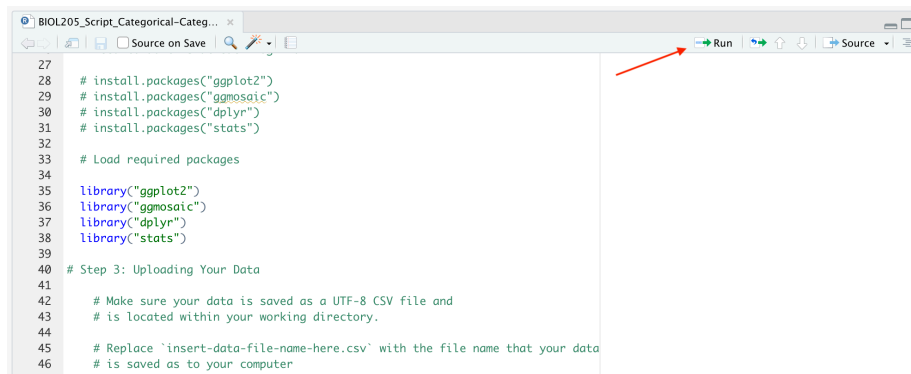 BIOL205_Script_Categorical-Categ...
Source on Save Run Source
27
28 # install.packages("ggplot2")
29 # install.packages("ggmosaic")
30 # install.packages("dplyr")
31 # install.packages("stats")
32
33 # Load required packages
34
35 library("ggplot2")
36 library("ggmosaic")
37 library("dplyr")
38 library("stats")
39
40 # Step 3: Uploading Your Data
41
42 # Make sure your data is saved as a UTF-8 CSV file and
43 # is located within your working directory.
44
45 # Replace `insert-data-file-name-here.csv` with the file name that your data
46 # is saved as to your computer